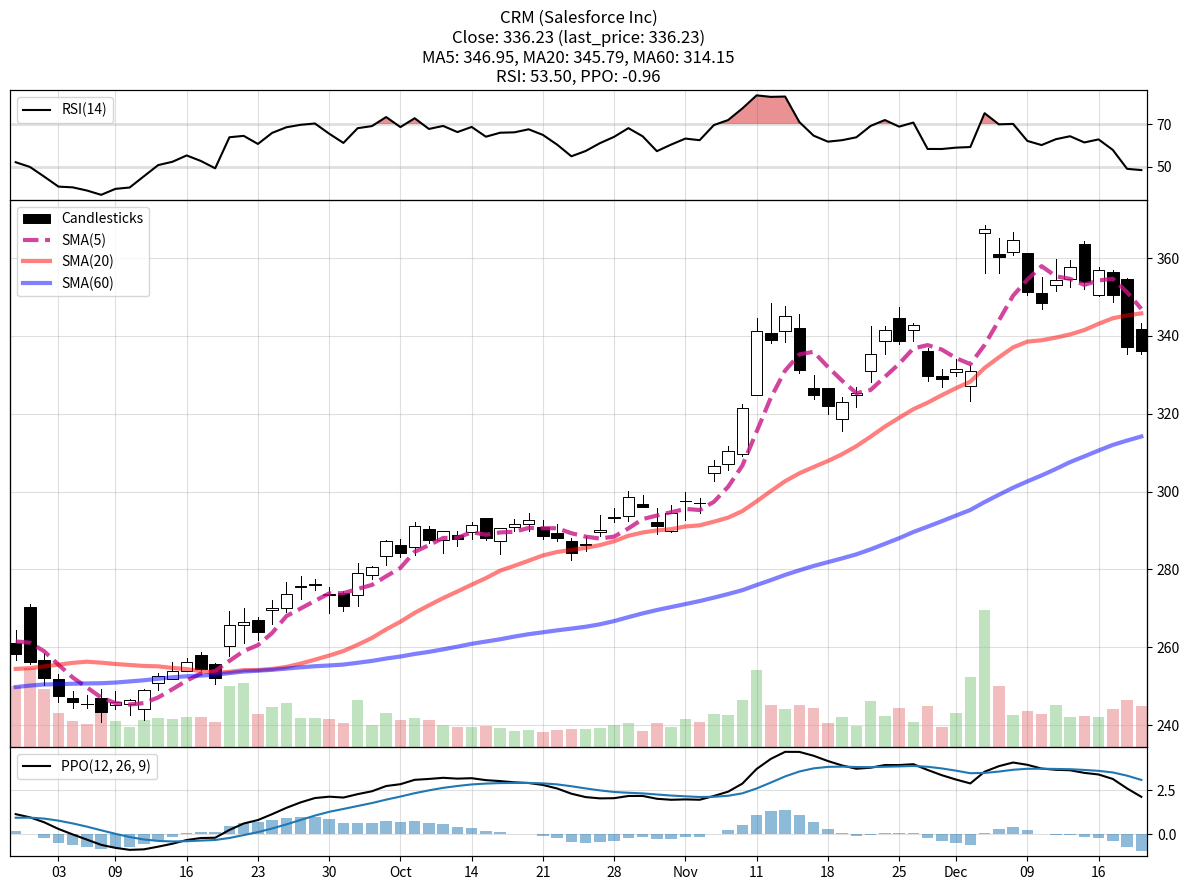 CRM (Salesforce Inc)
Close: 336.23 (last_price: 336.23)
MA5: 346.95, MA20: 345.79, MA60: 314.15
RSI: 53.50, PPO: -0.96
RSI(14)
70
50
Candlesticks
SMA(5)
SMA(20)
SMA(60)
360
340
320
300
280
260
240
PPO(12, 26, 9)
2.5
0.0
03 09 16 23 30 Oct 14 21 28 Nov 11 18 25 Dec 09 16